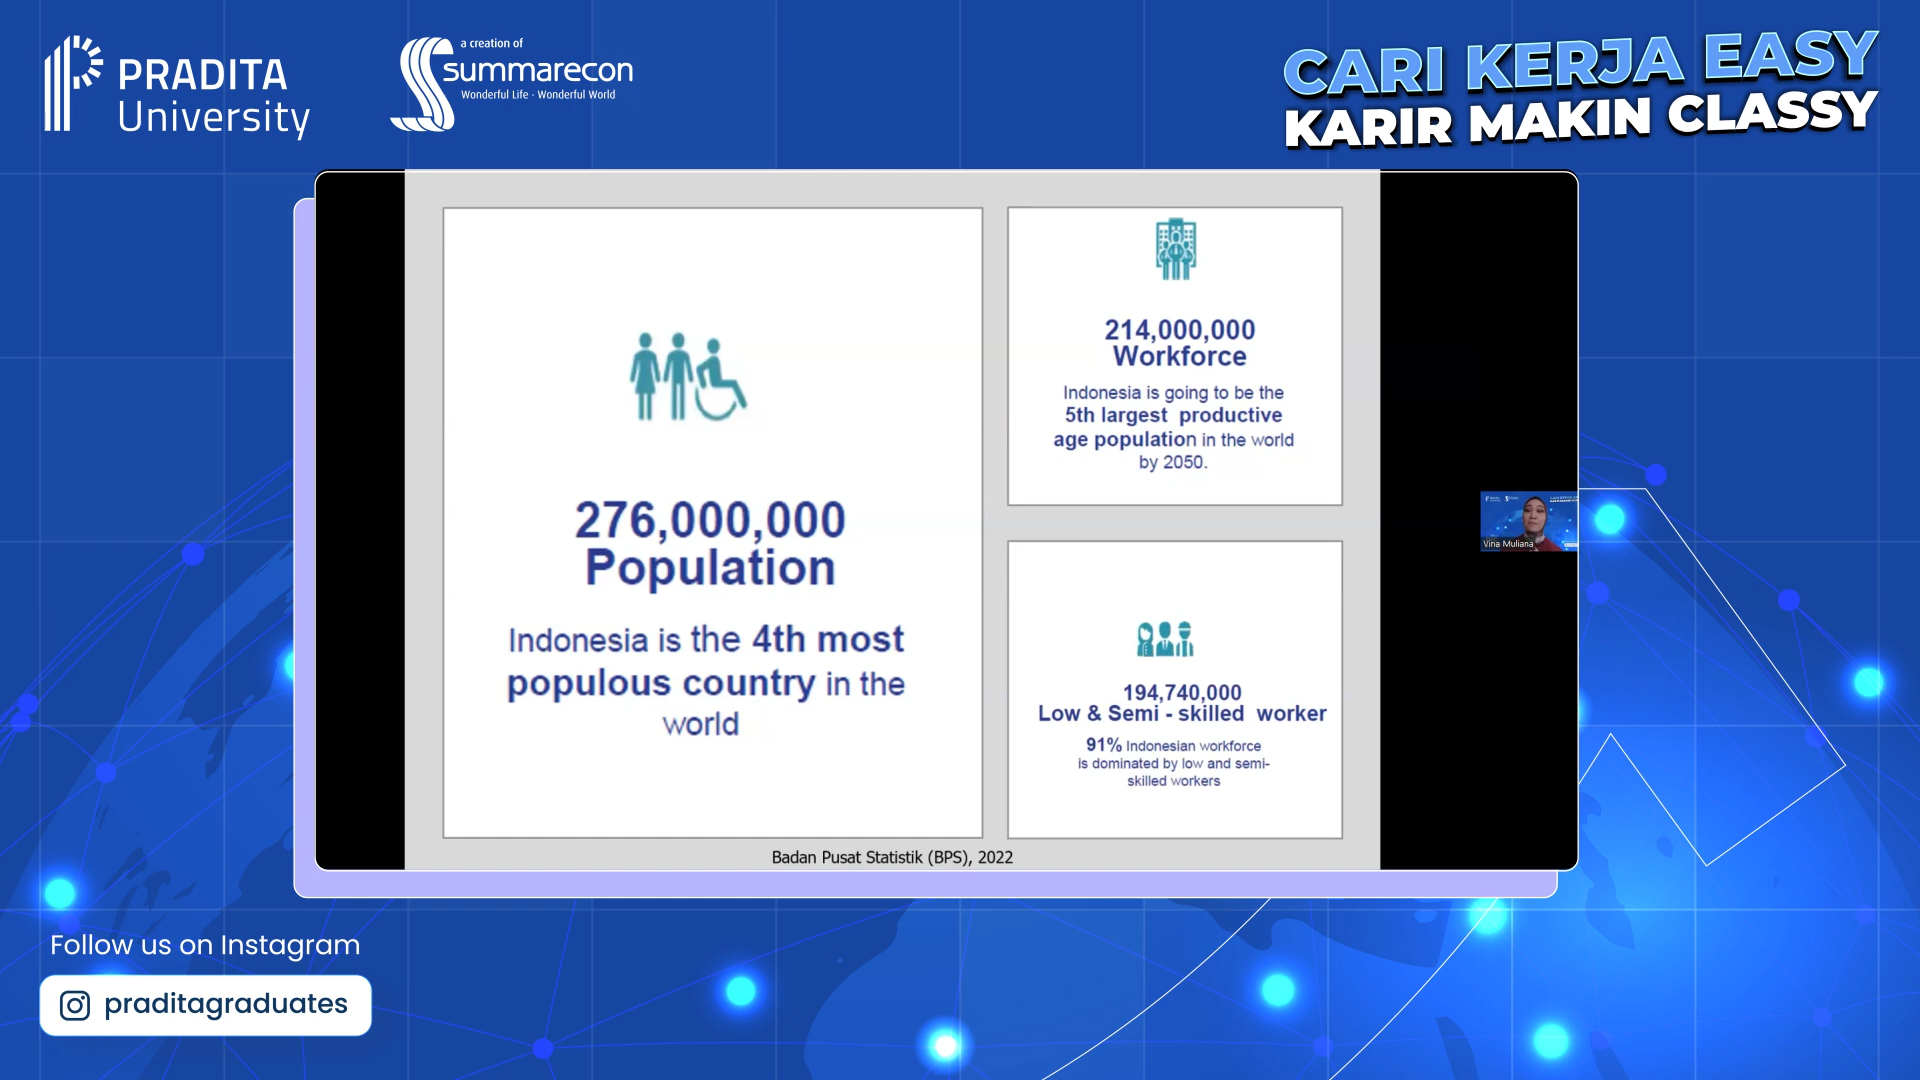 PRADITA
University
a creation of
summarecon
Wonderful Life · Wonderful World
CARI KERJA EASY
KARIR MAKIN CLASSY
276,000,000
Population
Indonesia is the 4th most
populous country in the
world
214,000,000
Workforce
Indonesia is going to be the
5th largest productive
age population in the world
by 2050.
194,740,000
Low & Semi - skilled worker
91% Indonesian workforce
is dominated by low and semi-
skilled workers
Badan Pusat Statistik (BPS), 2022
Vina Muliana
Follow us on Instagram
praditagraduates